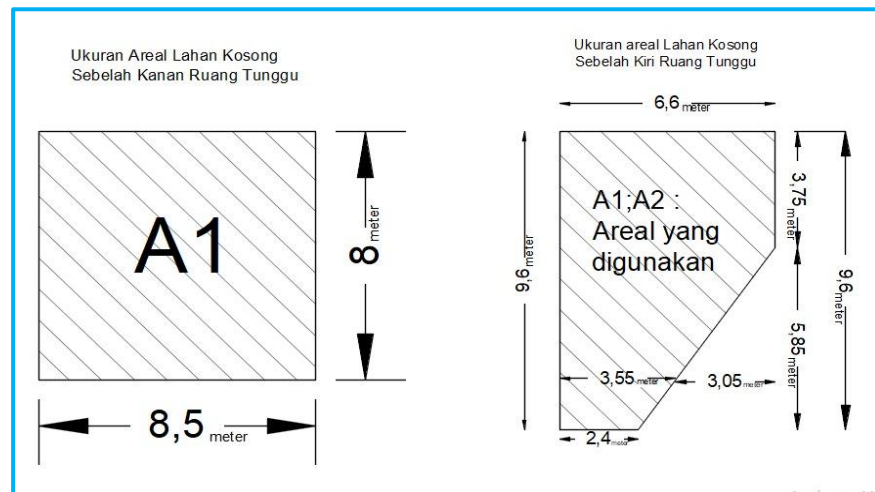 Ukuran Areal Lahan Kosong
Sebelah Kanan Ruang Tunggu
A1
8 meter
8,5 meter
Ukuran areal Lahan Kosong
Sebelah Kiri Ruang Tunggu
6,6 meter
A1;A2 :
Areal yang
digunakan
9,6 meter
3,75 meter
9,6 meter
5,85 meter
3,55 meter
3,05 meter
2,4 meter